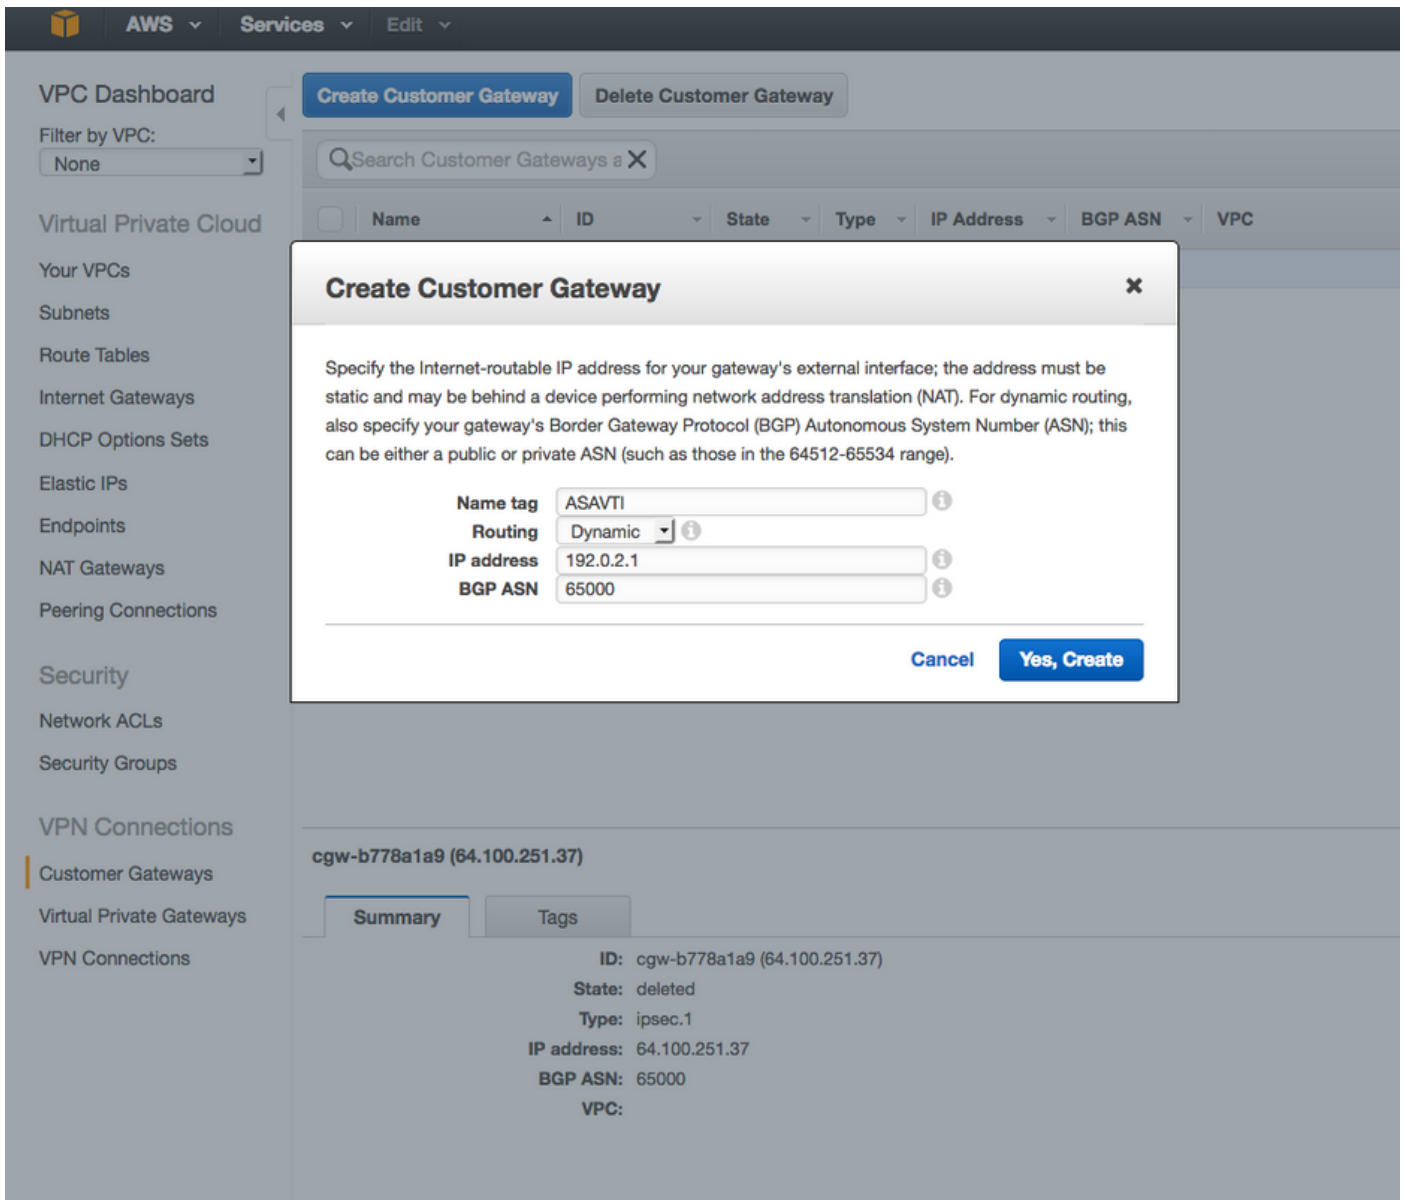 AWS Services Edit
VPC Dashboard
Filter by VPC:
None
Virtual Private Cloud
Your VPCs
Subnets
Route Tables
Internet Gateways
DHCP Options Sets
Elastic IPs
Endpoints
NAT Gateways
Peering Connections
Security
Network ACLs
Security Groups
VPN Connections
Customer Gateways
Virtual Private Gateways
VPN Connections
Create Customer Gateway Delete Customer Gateway
Search Customer Gateways a
Name ID State Type IP Address BGP ASN VPC
Create Customer Gateway
Specify the Internet-routable IP address for your gateway's external interface; the address must be
static and may be behind a device performing network address translation (NAT). For dynamic routing,
also specify your gateway's Border Gateway Protocol (BGP) Autonomous System Number (ASN); this
can be either a public or private ASN (such as those in the 64512-65534 range).
Name tag ASAVTI
Routing Dynamic
IP address 192.0.2.1
BGP ASN 65000
Cancel Yes, Create
cgw-b778a1a9 (64.100.251.37)
Summary Tags
ID: cgw-b778a1a9 (64.100.251.37)
State: deleted
Type: ipsec.1
IP address: 64.100.251.37
BGP ASN: 65000
VPC: